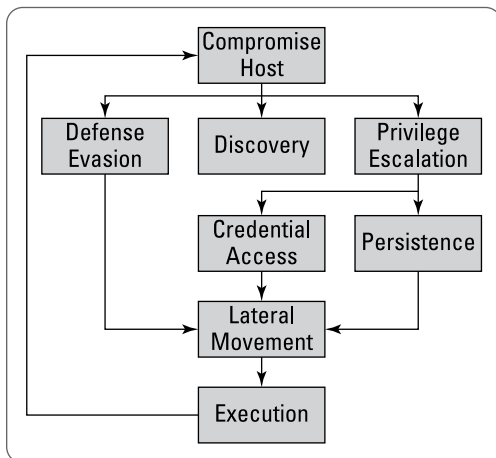 Compromise
Host
Defense
Evasion
Discovery
Privilege
Escalation
Credential
Access
Persistence
Lateral
Movement
Execution